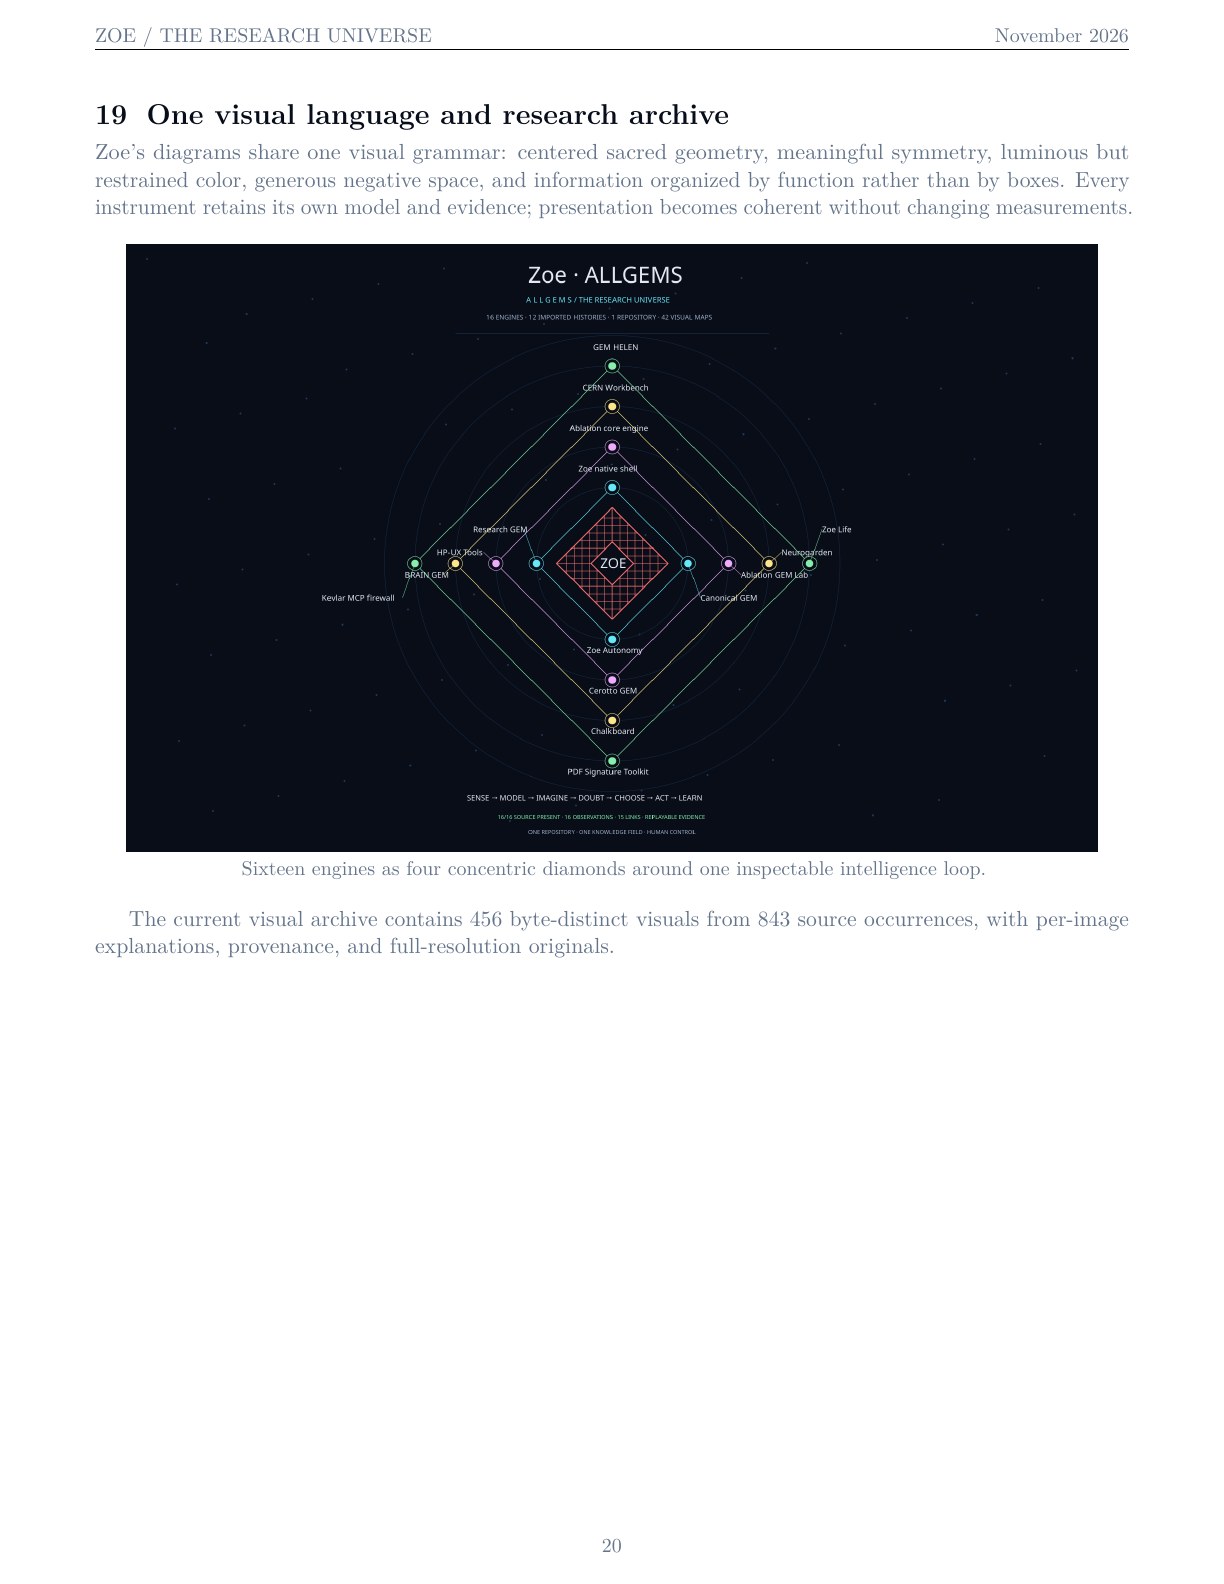 ZOE / THE RESEARCH UNIVERSE November 2026
19 One visual language and research archive
Zoe's diagrams share one visual grammar: centered sacred geometry, meaningful symmetry, luminous but
restrained color, generous negative space, and information organized by function rather than by boxes. Every
instrument retains its own model and evidence; presentation becomes coherent without changing measurements.
Zoe · ALLGEMS
A L L G E M S / THE RESEARCH UNIVERSE
16 ENGINES · 12 IMPORTED HISTORIES · 1 REPOSITORY · 42 VISUAL MAPS
GEM HELEN
CERN Workbench
Ablation core engine
Zoe native shell
Research GEM
Zoe Life
HP-UX Tools
Neurogarden
ZOE
BRAIN GEM
Ablation GEM Lab
Kevlar MCP firewall
Canonical GEM
Zoe Autonomy
Cerotto GEM
Chalkboard
PDF Signature Toolkit
SENSE → MODEL → IMAGINE → DOUBT → CHOOSE → ACT → LEARN
16/16 SOURCE PRESENT · 16 OBSERVATIONS · 15 LINKS · REPLAYABLE EVIDENCE
ONE REPOSITORY · ONE KNOWLEDGE FIELD · HUMAN CONTROL
Sixteen engines as four concentric diamonds around one inspectable intelligence loop.
The current visual archive contains 456 byte-distinct visuals from 843 source occurrences, with per-image
explanations, provenance, and full-resolution originals.
20